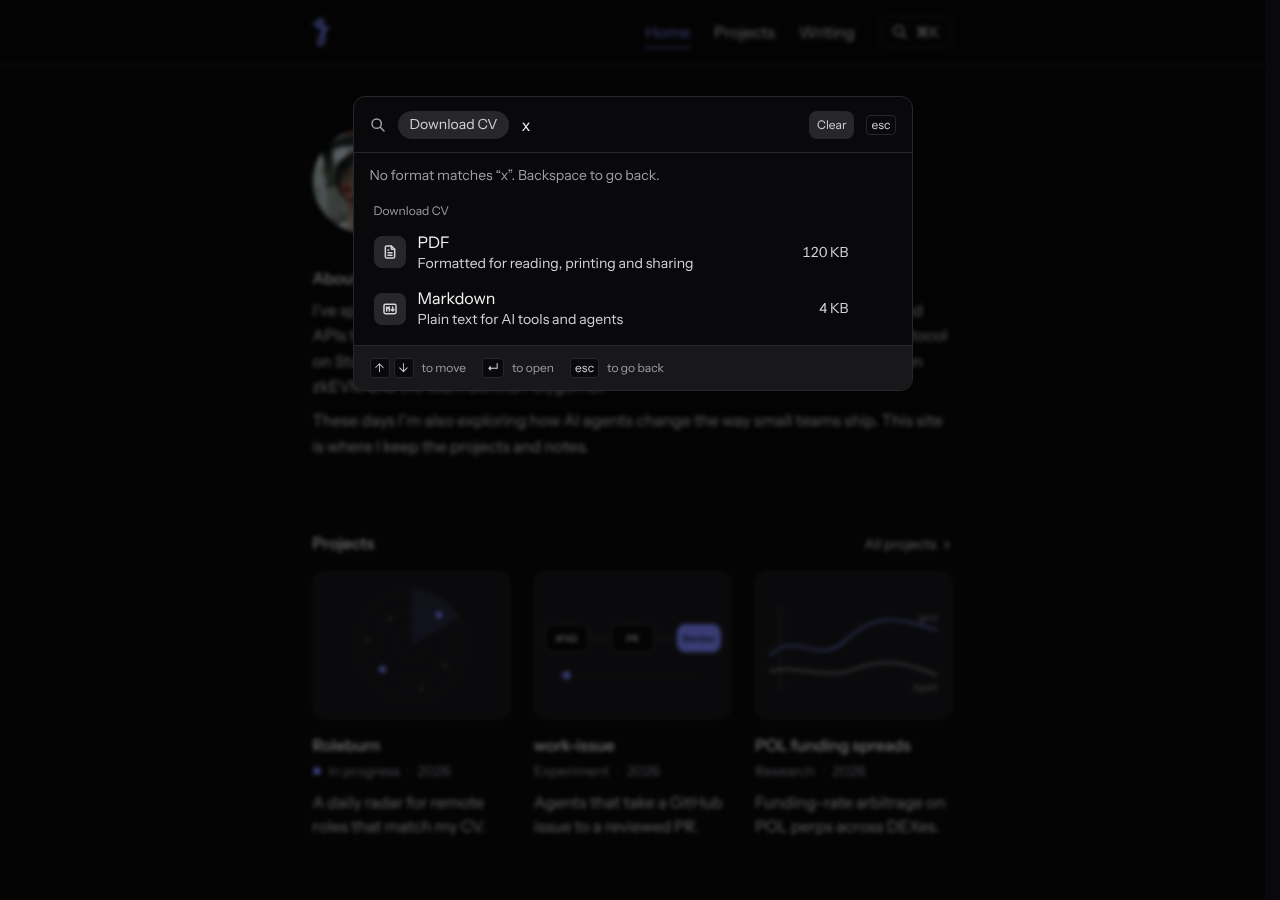 Home Projects Writing ⌘K
Download CV x Clear esc
No format matches “x”. Backspace to go back.
Download CV
PDF
Formatted for reading, printing and sharing
120 KB
Markdown
Plain text for AI tools and agents
4 KB
↑ ↓ to move ↵ to open esc to go back
These days I'm also exploring how AI agents change the way small teams ship. This site
is where I keep the projects and notes.
Projects
All projects ›
Roleburn
In progress · 2026
A daily radar for remote
roles that match my CV.
PR
Review
work-issue
Experiment · 2026
Agents that take a GitHub
issue to a reviewed PR.
POL funding spreads
Research · 2026
Funding-rate arbitrage on
POL perps across DEXes.